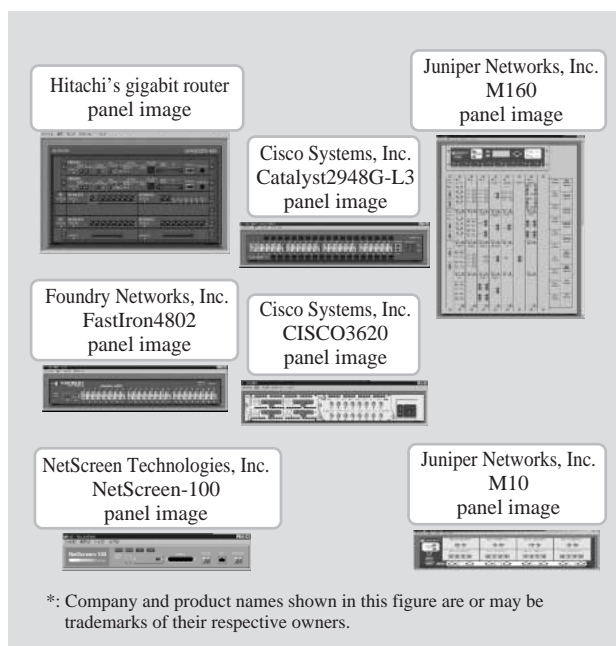 Hitachi's gigabit router
panel image
Juniper Networks, Inc.
M160
panel image
Cisco Systems, Inc.
Catalyst2948G-L3
panel image
Foundry Networks, Inc.
FastIron4802
panel image
Cisco Systems, Inc.
CISCO3620
panel image
NetScreen Technologies, Inc.
NetScreen-100
panel image
NetScreen-100
Juniper Networks, Inc.
M10
panel image
*: Company and product names shown in this figure are or may be
trademarks of their respective owners.